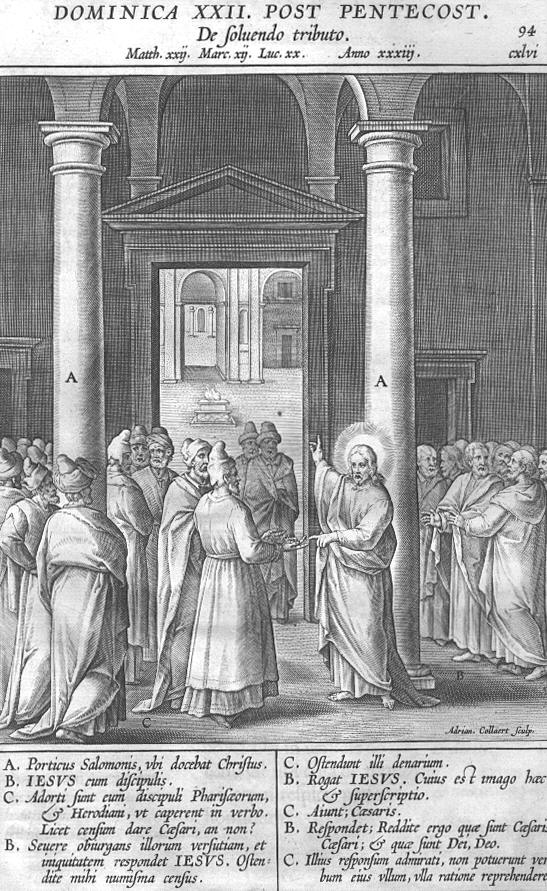 DOMINICA XXII. POST PENTECOST.
De soluendo tributo.
94
Matth. xxij. Marc. xij. Luc. xx. Anno xxxiij.
cxlvi
A
A
B
C
Adrian. Collaert Sculp.
A. Porticus Salomonis, vbi docebat Christus.
B. IESVS cum discipulis.
C. Adorti sunt eum discipuli Pharisæorum,
& Herodiani, vt caperent in verbo.
Licet censum dare Cæsari, an non?
B. Seuere obiurgans illorum versutiam, et
iniquitatem respondet IESVS. Osten-
dite mihi numisma census.
C. Ostendunt illi denarium.
B. Rogat IESVS. Cuius est imago hæc
& superscriptio.
C. Aiunt; Cæsaris.
B. Respondet; Reddite ergo quæ sunt Cæsari
Cæsari; & quæ sunt Dei, Deo.
C. Illius responsum admirati, non potuerunt ver
bum eius vllum, vlla ratione reprehendere